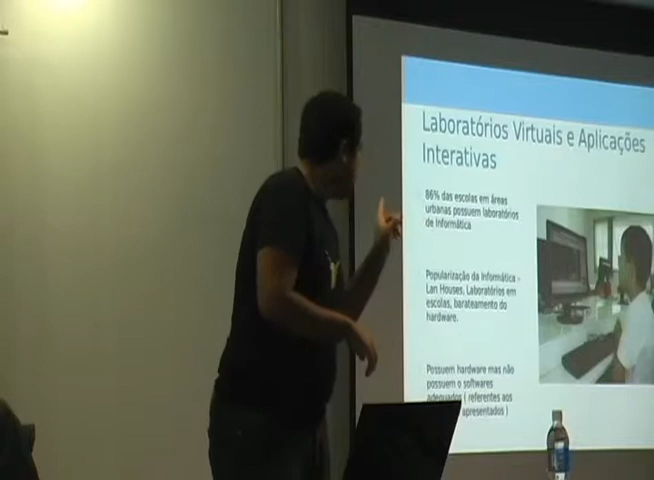 Laboratórios Virtuais e Aplicações
Interativas
86% das escolas em áreas
urbanas possuem laboratórios
de Informática
Popularização da Informática -
Lan Houses, Laboratórios em
escolas, barateamento do
hardware.
Possuem hardware mas não
possuem o softwares
adequados ( referentes aos
apresentados )